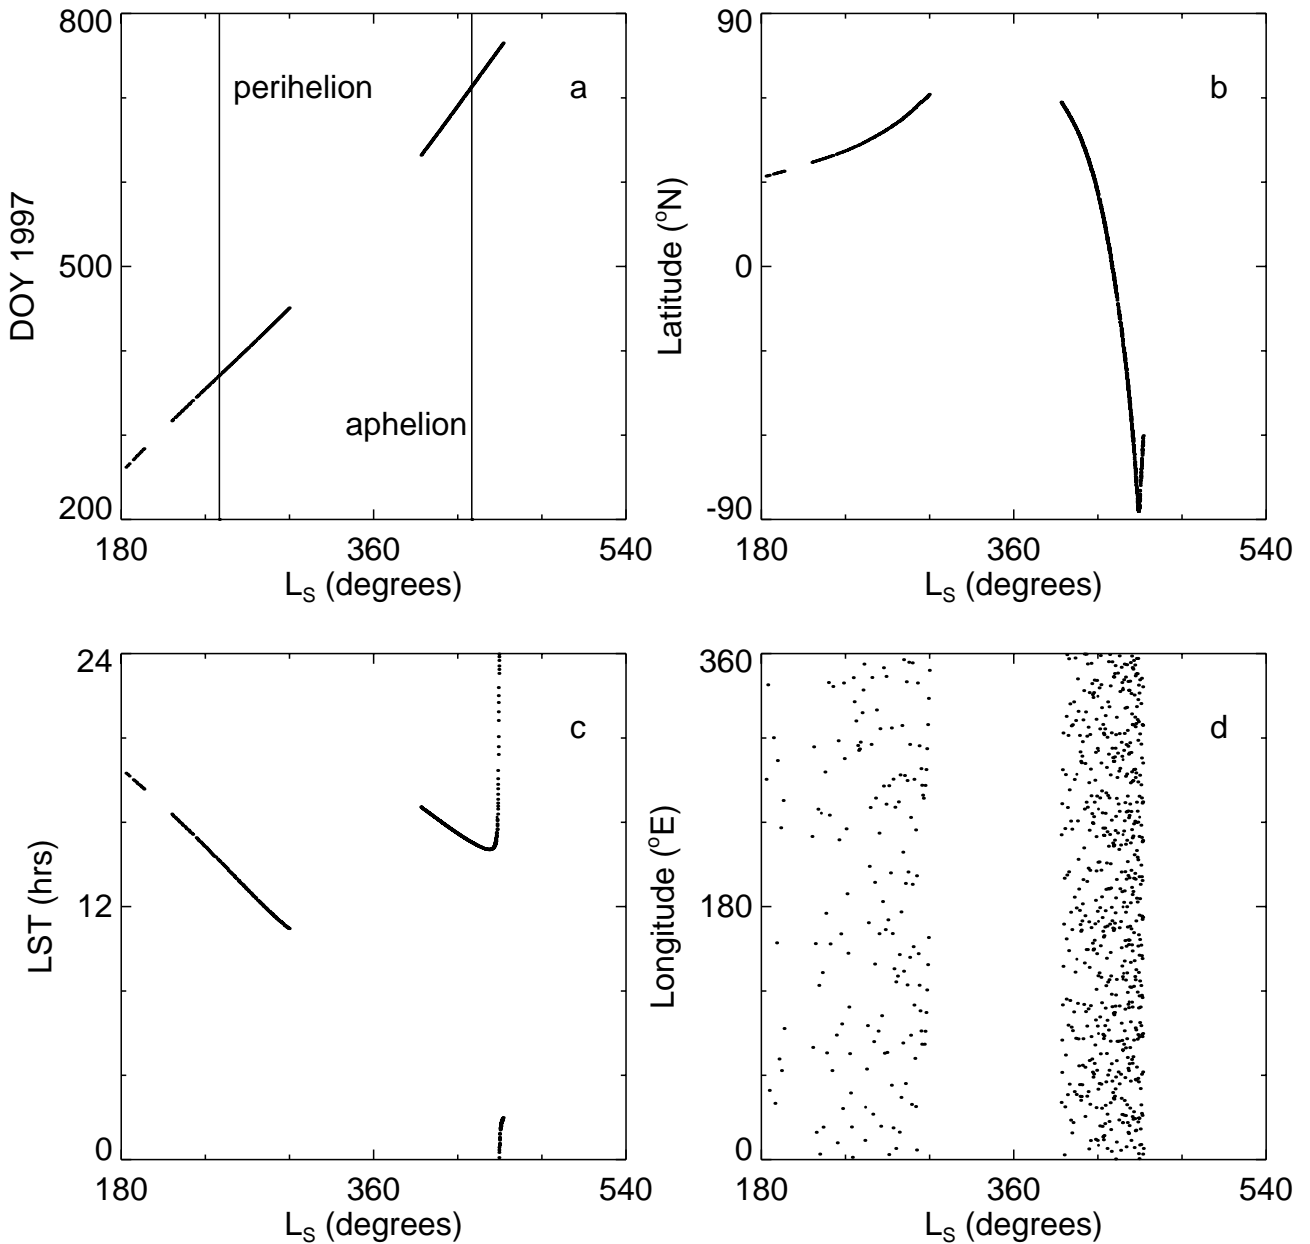 800
perihelion
a
DOY 1997
500
aphelion
200
180
360
540
L_S (degrees)
90
b
Latitude (°N)
0
-90
180
360
540
L_S (degrees)
24
c
LST (hrs)
12
0
180
360
540
L_S (degrees)
360
d
Longitude (°E)
180
0
180
360
540
L_S (degrees)